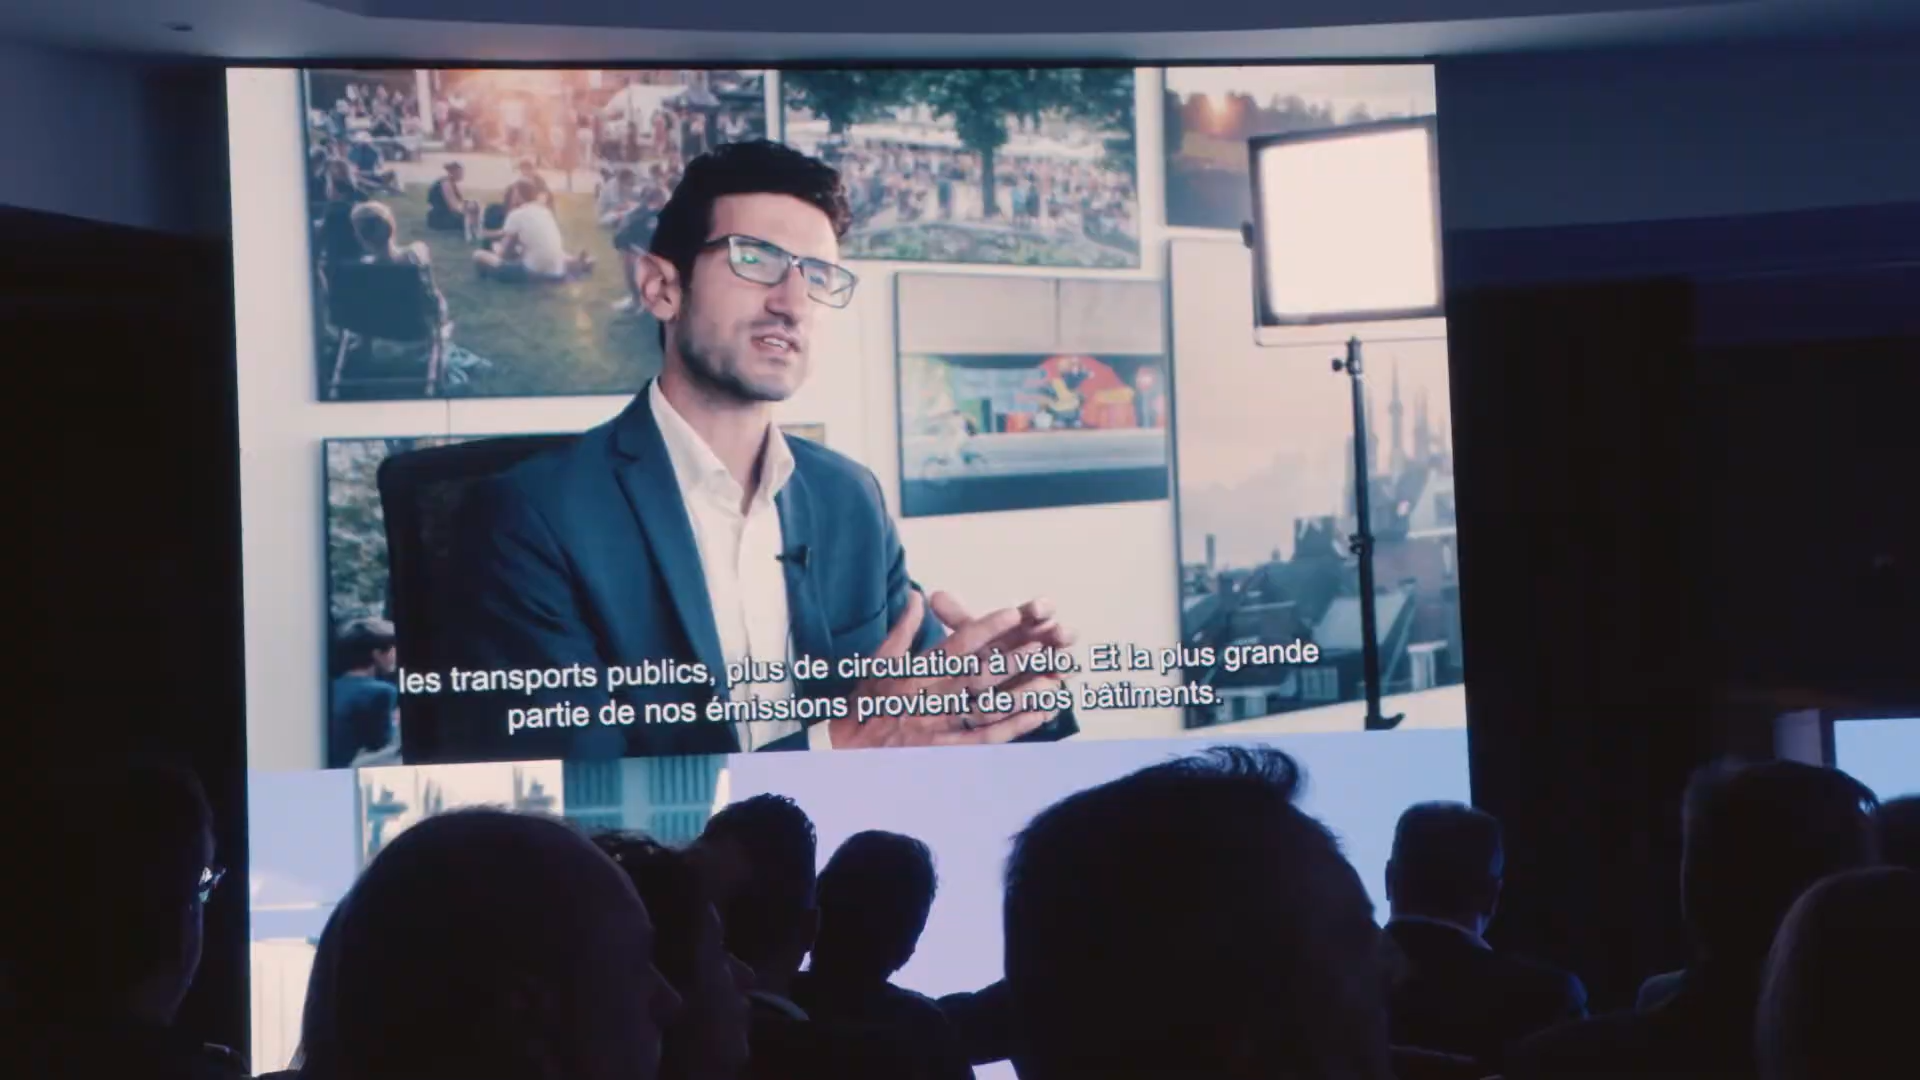 les transports publics, plus de circulation à vélo. Et la plus grande
partie de nos émissions provient de nos bâtiments.